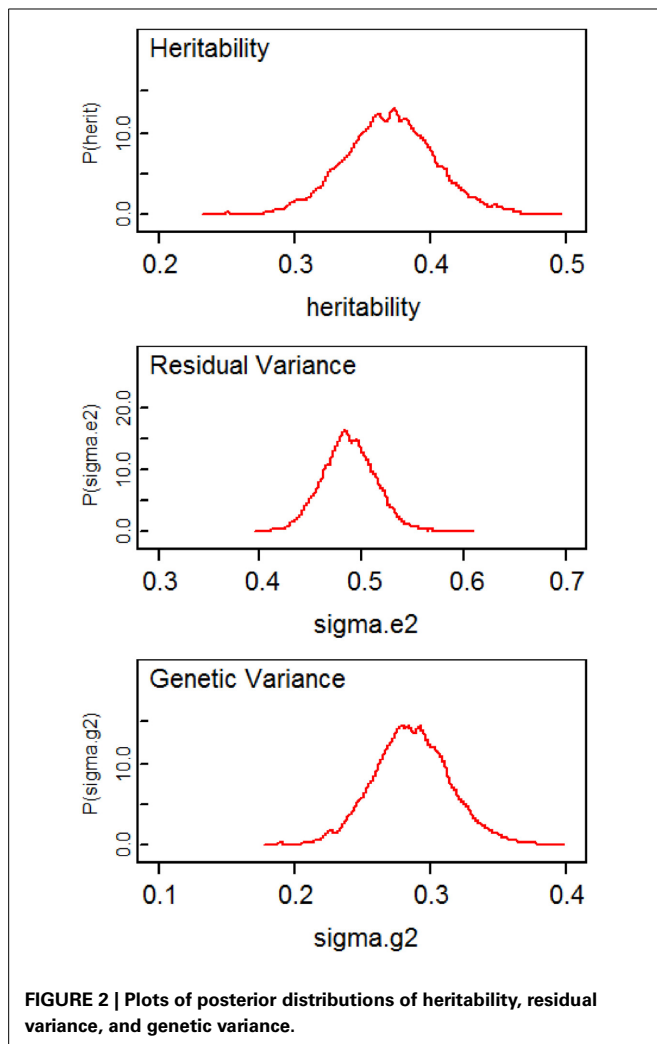 Heritability
P(herit)
10.0
0.0
0.2 0.3 0.4 0.5
heritability
Residual Variance
P(sigma.e2)
20.0
10.0
0.0
0.3 0.4 0.5 0.6 0.7
sigma.e2
Genetic Variance
P(sigma.g2)
10.0
0.0
0.1 0.2 0.3 0.4
sigma.g2
FIGURE 2 | Plots of posterior distributions of heritability, residual
variance, and genetic variance.